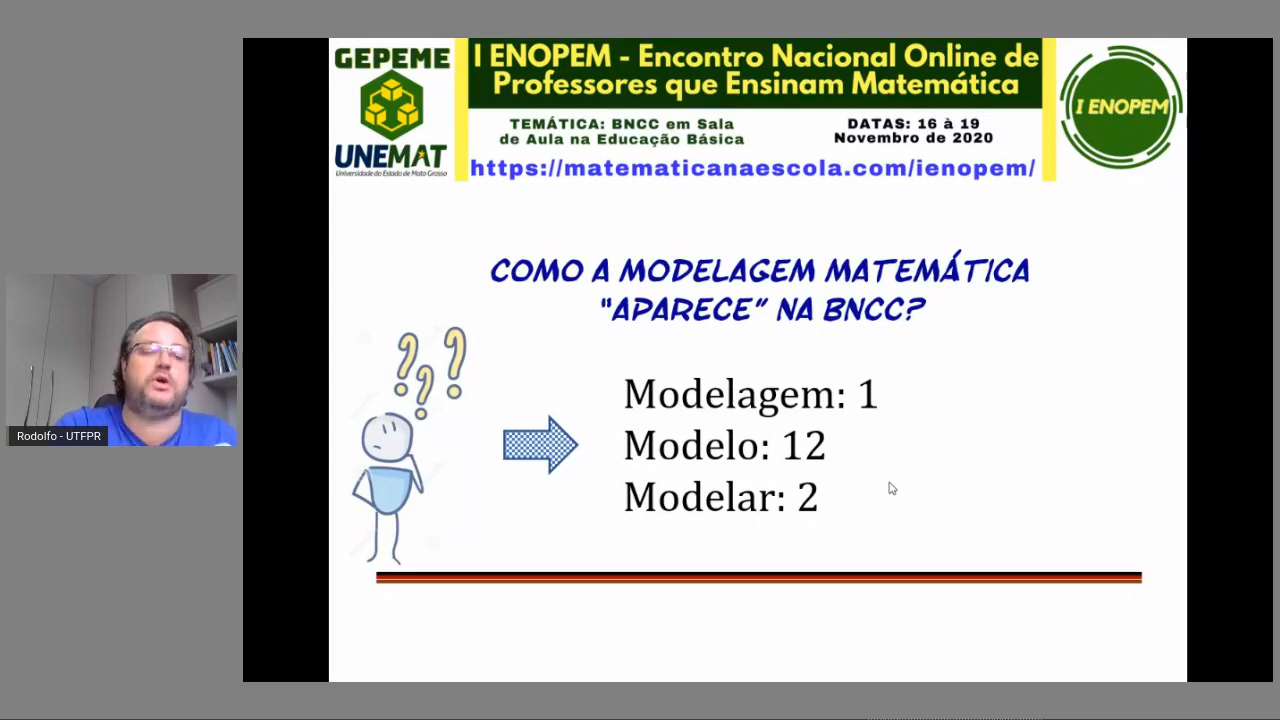 GEPEME
UNEMAT
Universidade do Estado de Mato Grosso
I ENOPEM - Encontro Nacional Online de
Professores que Ensinam Matemática
TEMÁTICA: BNCC em Sala
de Aula na Educação Básica
DATAS: 16 à 19
Novembro de 2020
https://matematicanaescola.com/ienopem/
I ENOPEM
COMO A MODELAGEM MATEMÁTICA
"APARECE" NA BNCC?
???
Modelagem: 1
Modelo: 12
Modelar: 2
Rodolfo - UTFPR